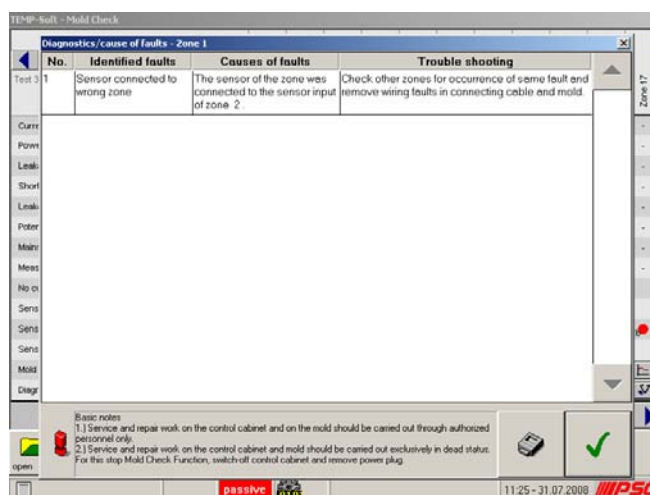 TEMP-Soft - Mold Check
Diagnostics/cause of faults - Zone 1
No. Identified faults Causes of faults Trouble shooting
1 Sensor connected to wrong zone
The sensor of the zone was connected to the sensor input of zone 2.
Check other zones for occurrence of same fault and remove wiring faults in connecting cable and mold.
Test 3
Zone 17
Curr
Powe
Leak
Short
Leak
Poter
Mainr
Meas
No cu
Sens
Sens
Sens
Mold
Diagr
Basic notes
1.) Service and repair work on the control cabinet and on the mold should be carried out through authorized
personnel only.
2.) Service and repair work on the control cabinet and mold should be carried out exclusively in dead status.
For this stop Mold Check Function, switch-off control cabinet and remove power plug.
open
passive
11:25 - 31.07.2008
PSG